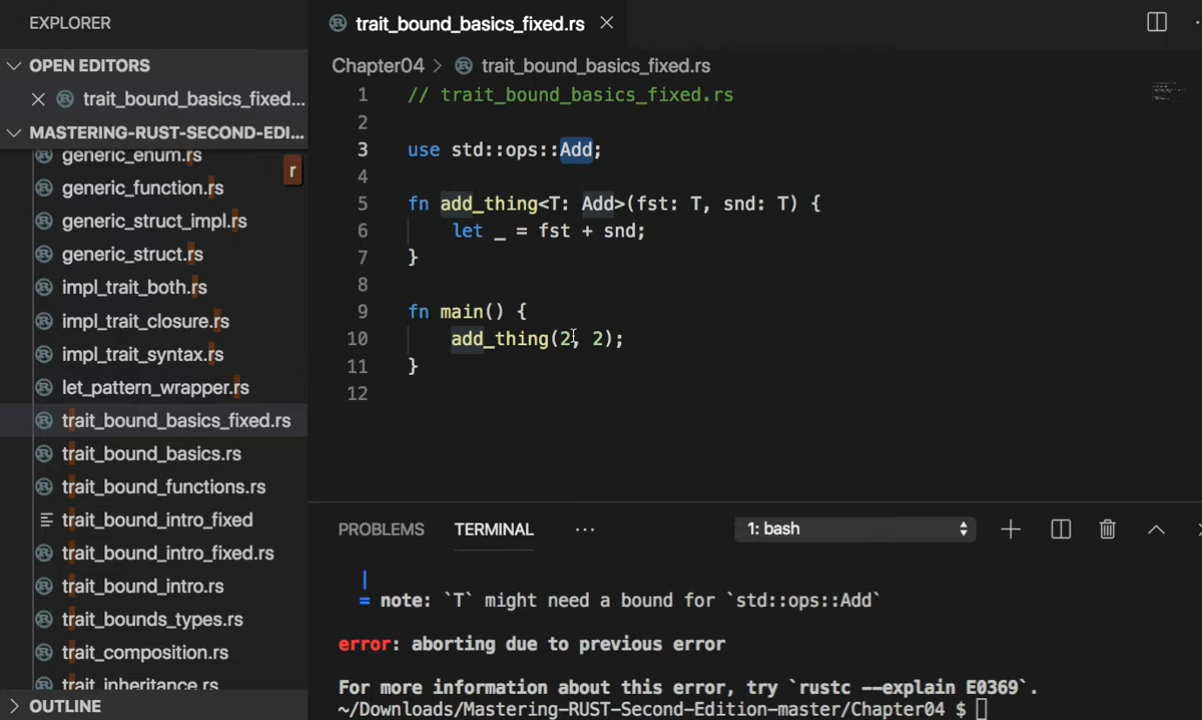 EXPLORER
OPEN EDITORS
trait_bound_basics_fixed...
MASTERING-RUST-SECOND-EDI...
generic_enum.rs
r
generic_function.rs
generic_struct_impl.rs
generic_struct.rs
impl_trait_both.rs
impl_trait_closure.rs
impl_trait_syntax.rs
let_pattern_wrapper.rs
trait_bound_basics_fixed.rs
trait_bound_basics.rs
trait_bound_functions.rs
trait_bound_intro_fixed
trait_bound_intro_fixed.rs
trait_bound_intro.rs
trait_bounds_types.rs
trait_composition.rs
trait_inheritance.rs
OUTLINE
trait_bound_basics_fixed.rs
Chapter04 > trait_bound_basics_fixed.rs
1 // trait_bound_basics_fixed.rs
2
3 use std::ops::Add;
4
5 fn add_thing<T: Add>(fst: T, snd: T) {
6 let _ = fst + snd;
7 }
8
9 fn main() {
10 add_thing(2, 2);
11 }
12
PROBLEMS TERMINAL ... 1: bash
|
= note: `T` might need a bound for `std::ops::Add`
error: aborting due to previous error
For more information about this error, try `rustc --explain E0369`.
~/Downloads/Mastering-RUST-Second-Edition-master/Chapter04 $